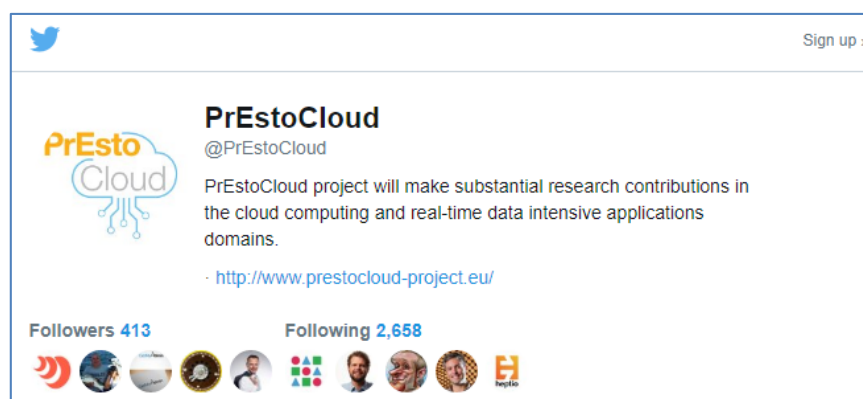 Sign up
PrEsto
Cloud
PrEstoCloud
@PrEstoCloud
PrEstoCloud project will make substantial research contributions in
the cloud computing and real-time data intensive applications
domains.
· http://www.prestocloud-project.eu/
Followers 413 Following 2,658
heptio